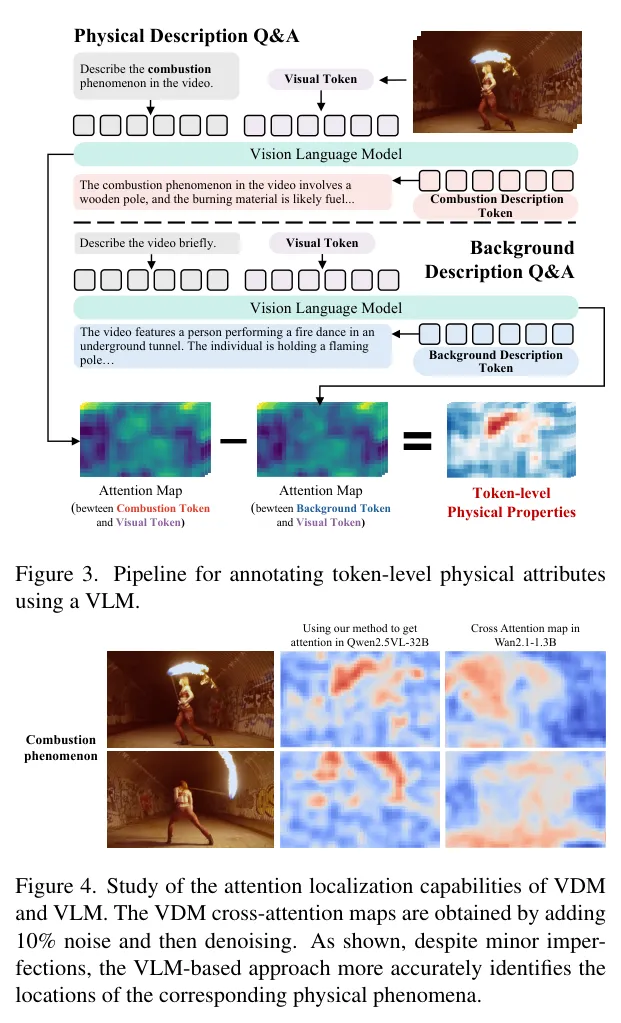 Physical Description Q&A
Describe the combustion
phenomenon in the video.
Visual Token
Vision Language Model
The combustion phenomenon in the video involves a
wooden pole, and the burning material is likely fuel...
Combustion Description
Token
Describe the video briefly.
Visual Token
Background
Description Q&A
Vision Language Model
The video features a person performing a fire dance in an
underground tunnel. The individual is holding a flaming
pole…
Background Description
Token
Attention Map
(bewteen Combustion Token
and Visual Token)
Attention Map
(bewteen Background Token
and Visual Token)
Token-level
Physical Properties
Figure 3. Pipeline for annotating token-level physical attributes
using a VLM.
Using our method to get
attention in Qwen2.5VL-32B
Cross Attention map in
Wan2.1-1.3B
Combustion
phenomenon
Figure 4. Study of the attention localization capabilities of VDM
and VLM. The VDM cross-attention maps are obtained by adding
10% noise and then denoising. As shown, despite minor imper-
fections, the VLM-based approach more accurately identifies the
locations of the corresponding physical phenomena.